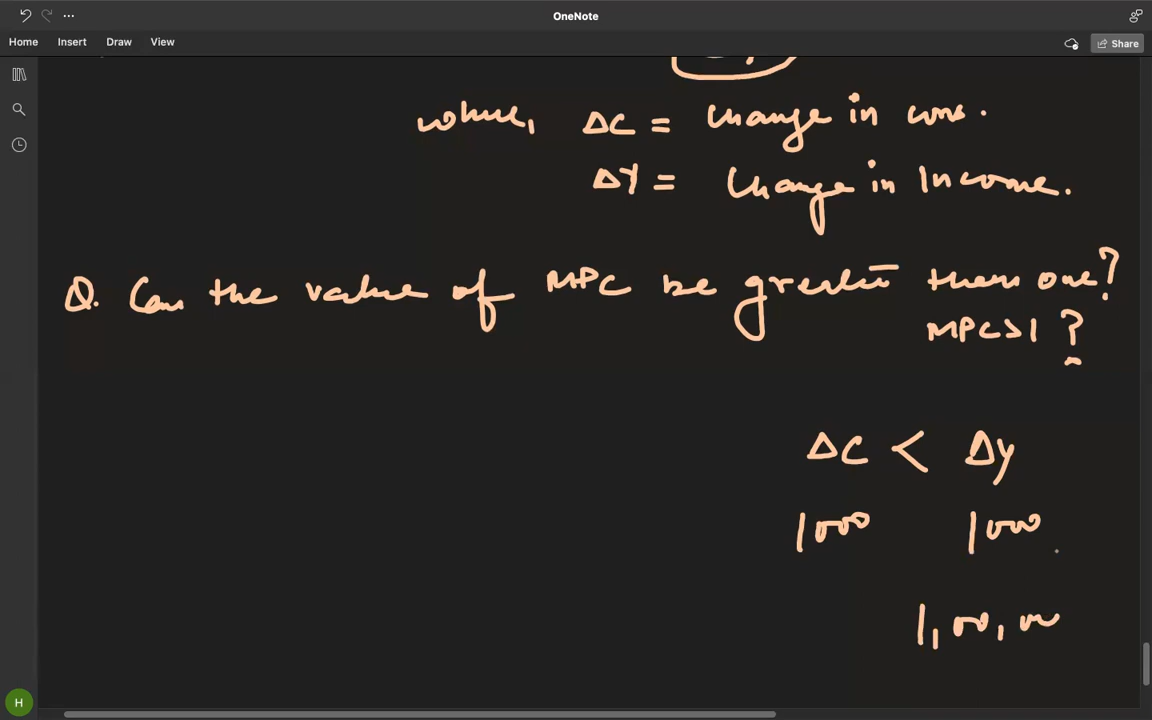 OneNote
Home Insert Draw View
Share
where, ΔC = change in cons.
ΔY = change in Income.
Q. Can the value of MPC be greater than one?
MPC>1 ?
ΔC < Δy
1000 1000
1,00,00
H